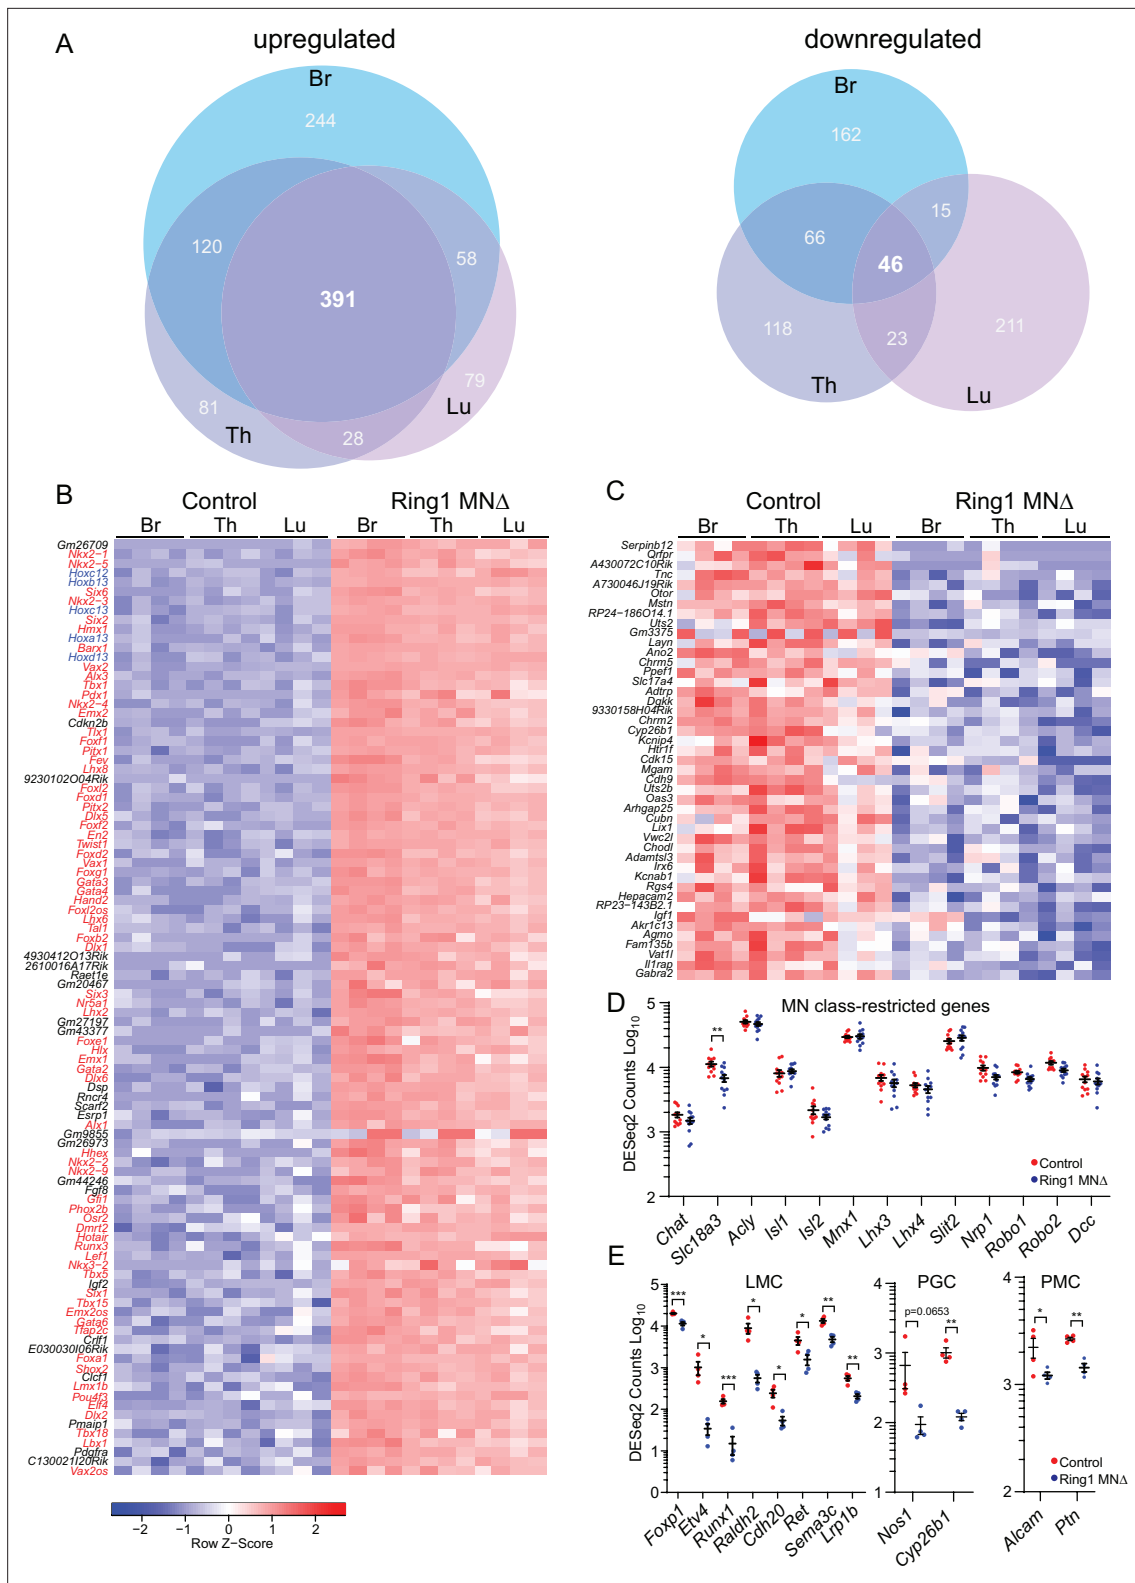 A
upregulated
downregulated
Br
244
120
58
391
81
28
79
Th
Lu
Br
162
15
66
46
118
23
211
Th
Lu
B
Control
Ring1 MNΔ
Br
Th
Lu
Br
Th
Lu
Gm26709
Nkx2-1
Nkx2-5
Hoxc12
Hoxb13
Six6
Nkx2-3
Hoxc13
Six2
Hmx1
Hoxa13
Barx1
Hoxd13
Vax2
Alx3
Tbx1
Pdx1
Nkx2-4
Emx2
Cdkn2b
Tlx1
Foxf1
Pitx1
Fev
Lhx8
9230102O04Rik
Foxl2
Foxd1
Pitx2
Dlx5
Foxf2
En2
Twist1
Foxd2
Vax1
Foxg1
Gata3
Gata4
Hand2
Foxl2os
Lhx6
Tal1
Foxb2
Dlx1
4930412O13Rik
2610016A17Rik
Raet1e
Gm20467
Six3
Nr5a1
Lhx2
Gm27197
Gm43377
Foxe1
Hlx
Emx1
Gata2
Dlx6
Dsp
Rncr4
Scarf2
Esrp1
Alx1
Gm9855
Gm26973
Hhex
Nkx2-2
Nkx2-9
Gm44246
Fgf8
Gfi1
Phox2b
Osr2
Dmrt2
Hotair
Runx3
Lef1
Nkx3-2
Tbx5
Igf2
Six1
Tbx15
Emx2os
Gata6
Tfap2c
Crlf1
E030030I06Rik
Foxa1
Shox2
Clcf1
Lmx1b
Pou4f3
Elf4
Dlx2
Pmaip1
Tbx18
Lbx1
Pdgfra
C130021I20Rik
Vax2os
−2 −1 0 1 2
Row Z-Score
C
Control
Ring1 MNΔ
Br
Th
Lu
Br
Th
Lu
Serpinb12
Qrfpr
A430072C10Rik
Tnc
A730046J19Rik
Otor
Mstn
RP24-186O14.1
Uts2
Gm3375
Layn
Ano2
Chrm5
Ppef1
Slc17a4
Adtrp
Dgkk
9330158H04Rik
Chrm2
Cyp26b1
Kcnip4
Htr1f
Cdk15
Mgam
Cdh9
Uts2b
Oas3
Arhgap25
Cubn
Lix1
Vwc2l
Chodl
Adamtsl3
Irx6
Kcnab1
Rgs4
Hepacam2
RP23-143B2.1
Igf1
Akr1c13
Agmo
Fam135b
Vat1l
Il1rap
Gabra2
D
MN class-restricted genes
DESeq2 Counts Log10
5
4
3
2
**
Control
Ring1 MNΔ
Chat
Slc18a3
Acly
Isl1
Isl2
Mnx1
Lhx3
Lhx4
Slit2
Nrp1
Robo1
Robo2
Dcc
E
LMC
DESeq2 Counts Log10
5
4
3
2
1
0
***
*
***
*
*
*
**
**
Foxp1
Etv4
Runx1
Raldh2
Cdh20
Ret
Sema3c
Lrp1b
PGC
4
3
2
1
p=0.0653
**
Nos1
Cyp26b1
PMC
4
3
2
*
**
Control
Ring1 MNΔ
Alcam
Ptn